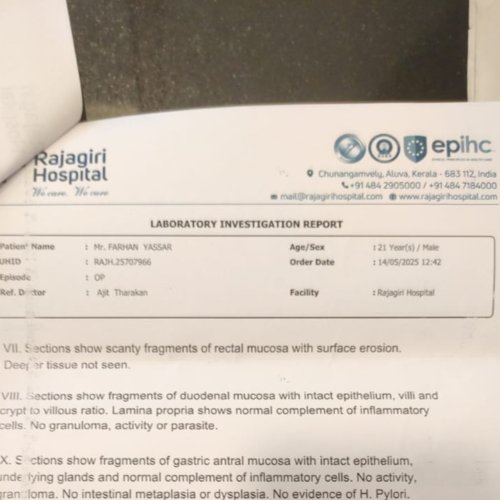 Rajagiri
Hospital
We care. We cure
epihc
Chunangamvely, Aluva, Kerala - 683 112, India
+91 484 2905000 / +91 484 7184000
mail@rajagirihospital.com www.rajagirihospital.com
LABORATORY INVESTIGATION REPORT
Patient Name : Mr. FARHAN YASSAR Age/Sex : 21 Year(s) / Male
UHID : RAJH.25707966 Order Date : 14/05/2025 12:42
Episode : OP
Ref. Doctor : Ajit Tharakan Facility : Rajagiri Hospital
VII. Sections show scanty fragments of rectal mucosa with surface erosion.
Deeper tissue not seen.
VIII. Sections show fragments of duodenal mucosa with intact epithelium, villi and
crypt to villous ratio. Lamina propria shows normal complement of inflammatory
cells. No granuloma, activity or parasite.
X. Sections show fragments of gastric antral mucosa with intact epithelium,
underlying glands and normal complement of inflammatory cells. No activity,
granuloma. No intestinal metaplasia or dysplasia. No evidence of H. Pylori.